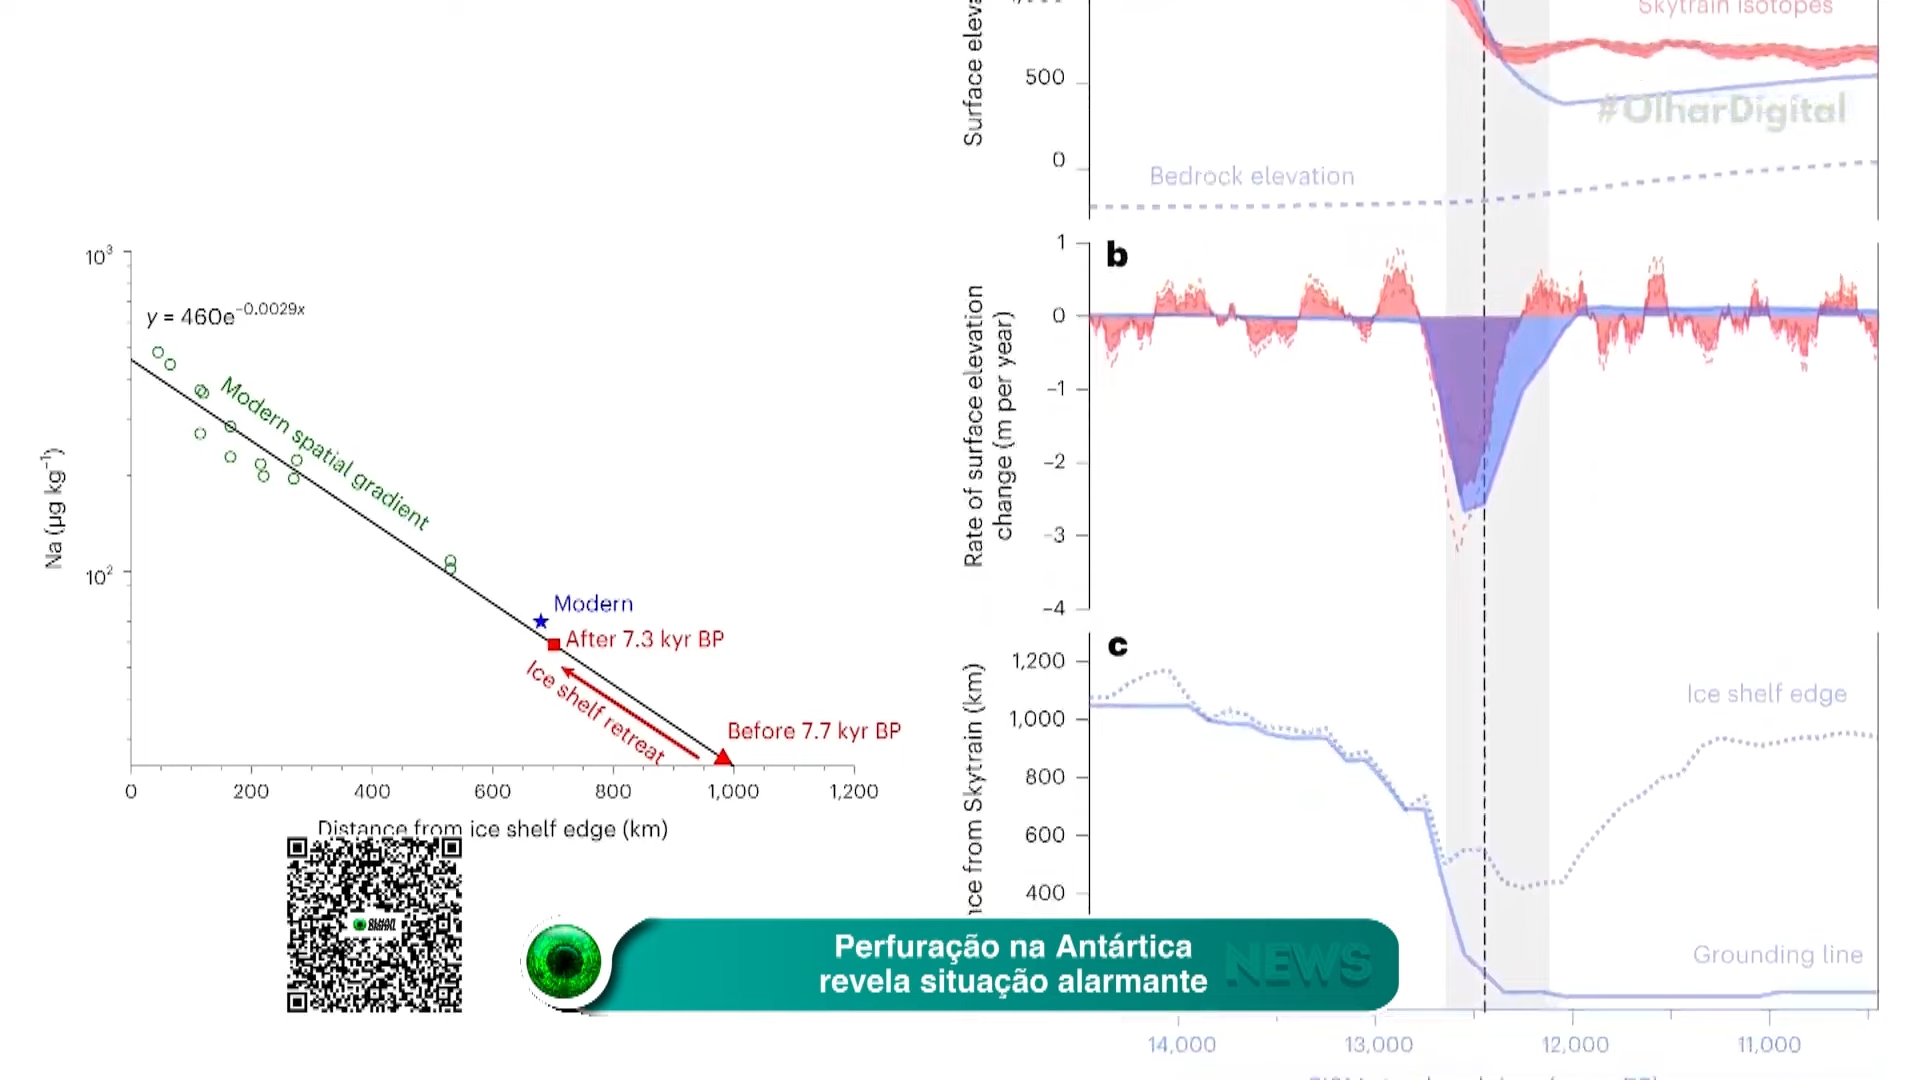 10³
y = 460e⁻⁰·⁰⁰²⁹ˣ
Modern spatial gradient
Na (µg kg⁻¹)
10²
Modern
After 7.3 kyr BP
Ice shelf retreat
Before 7.7 kyr BP
0 200 400 600 800 1,000 1,200
Distance from ice shelf edge (km)
Skytrain isotopes
Surface eleva
500
#OlharDigital
0
Bedrock elevation
b
Rate of surface elevation
change (m per year)
1
0
−1
−2
−3
−4
c
nce from Skytrain (km)
1,200
1,000
800
600
400
Ice shelf edge
Grounding line
Perfuração na Antártica
revela situação alarmante
NEWS
14,000 13,000 12,000 11,000